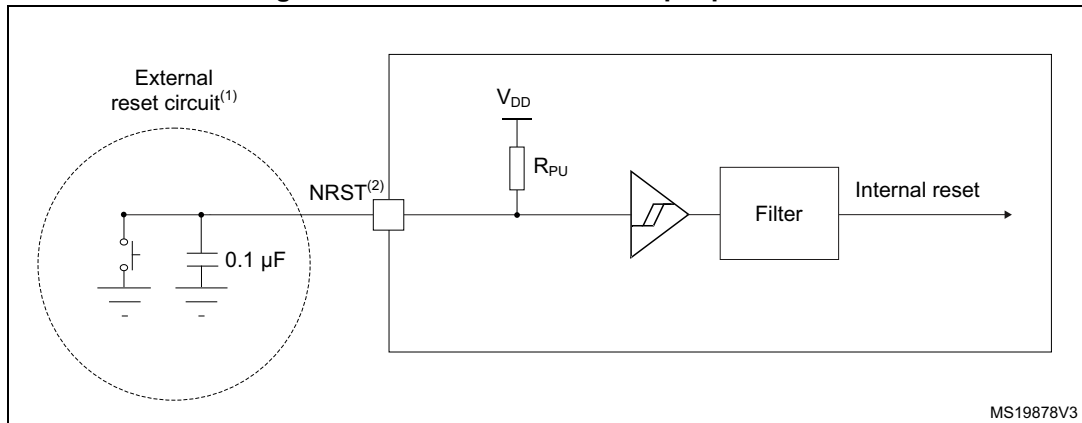 External
reset circuit(1)
VDD
RPU
NRST(2)
0.1 µF
Filter
Internal reset
MS19878V3